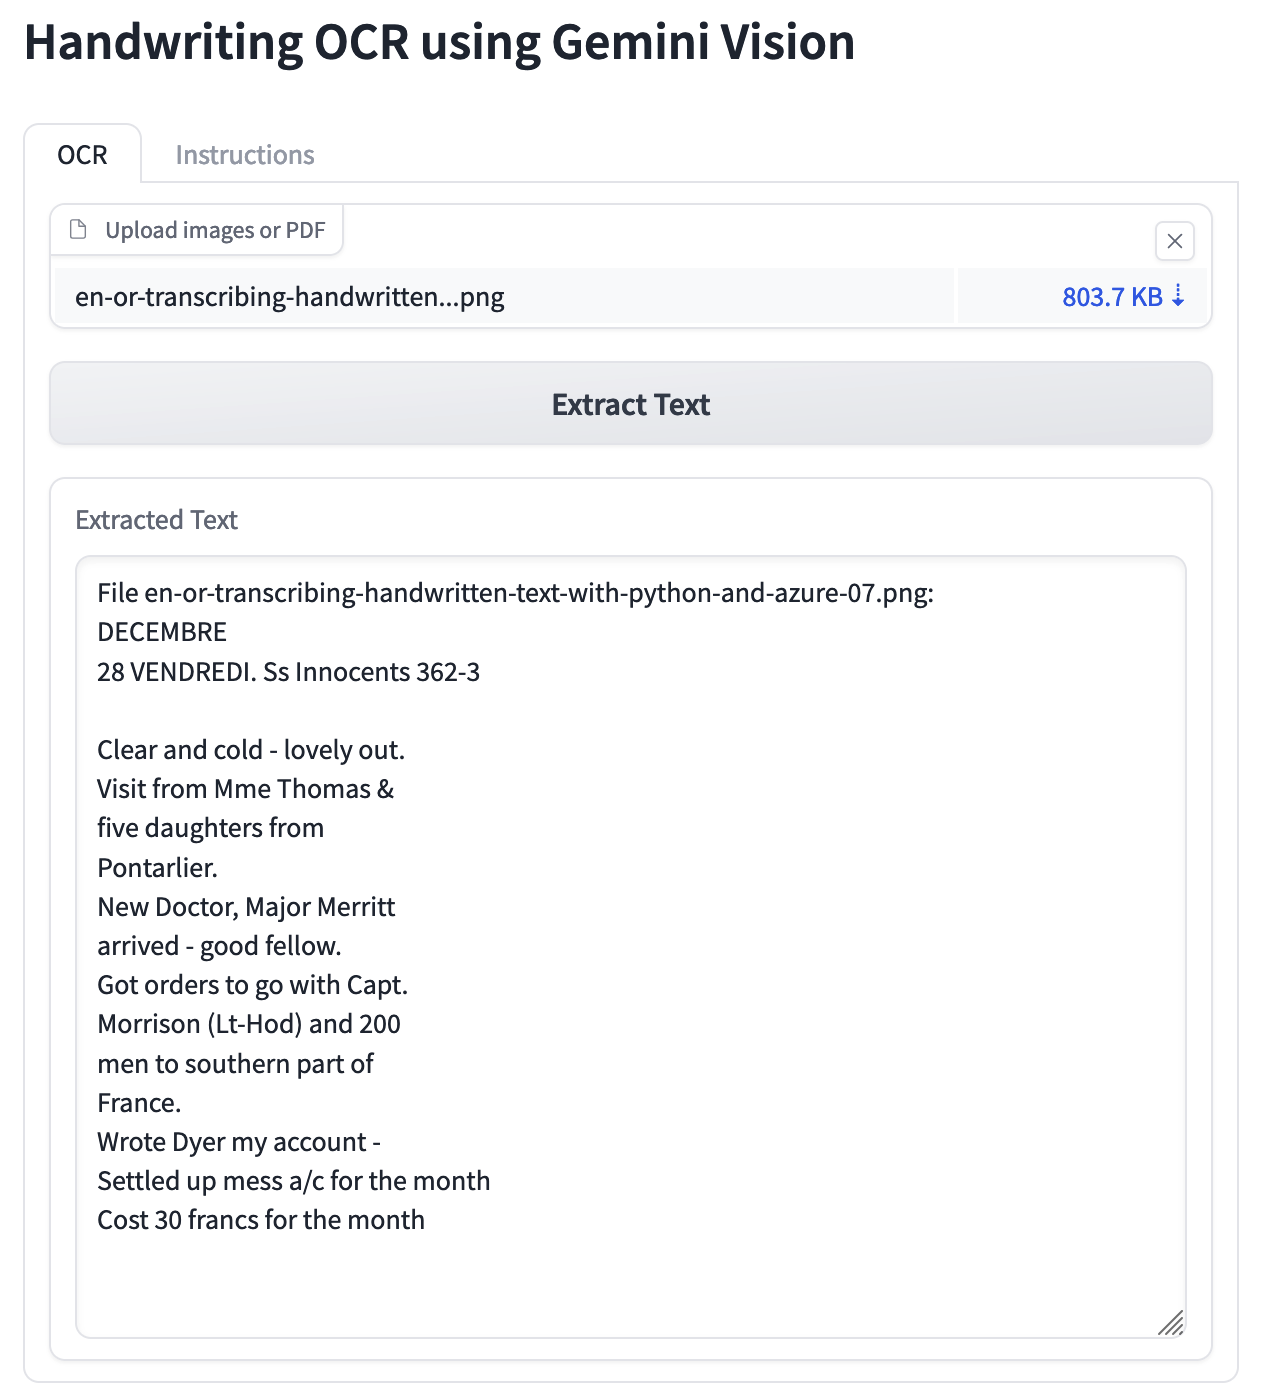 Handwriting OCR using Gemini Vision
OCR
Instructions
Upload images or PDF
en-or-transcribing-handwritten...png
803.7 KB ⇣
Extract Text
Extracted Text
File en-or-transcribing-handwritten-text-with-python-and-azure-07.png:
DECEMBRE
28 VENDREDI. Ss Innocents 362-3
Clear and cold - lovely out.
Visit from Mme Thomas &
five daughters from
Pontarlier.
New Doctor, Major Merritt
arrived - good fellow.
Got orders to go with Capt.
Morrison (Lt-Hod) and 200
men to southern part of
France.
Wrote Dyer my account -
Settled up mess a/c for the month
Cost 30 francs for the month